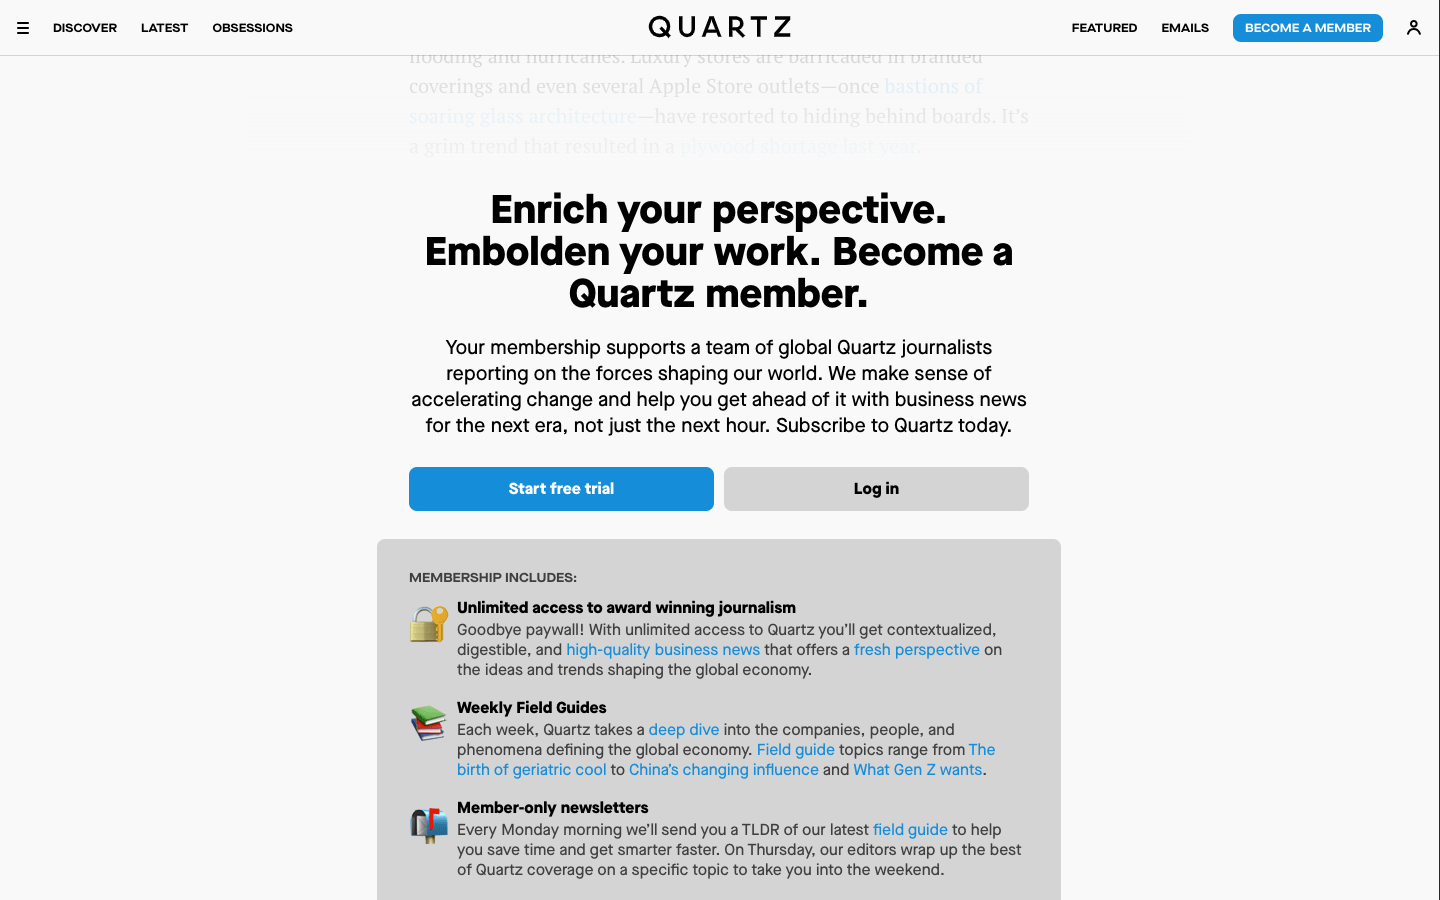 DISCOVER LATEST OBSESSIONS QUARTZ FEATURED EMAILS BECOME A MEMBER
flooding and hurricanes. Luxury stores are barricaded in branded
coverings and even several Apple Store outlets—once bastions of
soaring glass architecture—have resorted to hiding behind boards. It’s
a grim trend that resulted in a plywood shortage last year.
Enrich your perspective.
Embolden your work. Become a
Quartz member.
Your membership supports a team of global Quartz journalists
reporting on the forces shaping our world. We make sense of
accelerating change and help you get ahead of it with business news
for the next era, not just the next hour. Subscribe to Quartz today.
Start free trial Log in
MEMBERSHIP INCLUDES:
Unlimited access to award winning journalism
Goodbye paywall! With unlimited access to Quartz you’ll get contextualized,
digestible, and high-quality business news that offers a fresh perspective on
the ideas and trends shaping the global economy.
Weekly Field Guides
Each week, Quartz takes a deep dive into the companies, people, and
phenomena defining the global economy. Field guide topics range from The
birth of geriatric cool to China’s changing influence and What Gen Z wants.
Member-only newsletters
Every Monday morning we’ll send you a TLDR of our latest field guide to help
you save time and get smarter faster. On Thursday, our editors wrap up the best
of Quartz coverage on a specific topic to take you into the weekend.